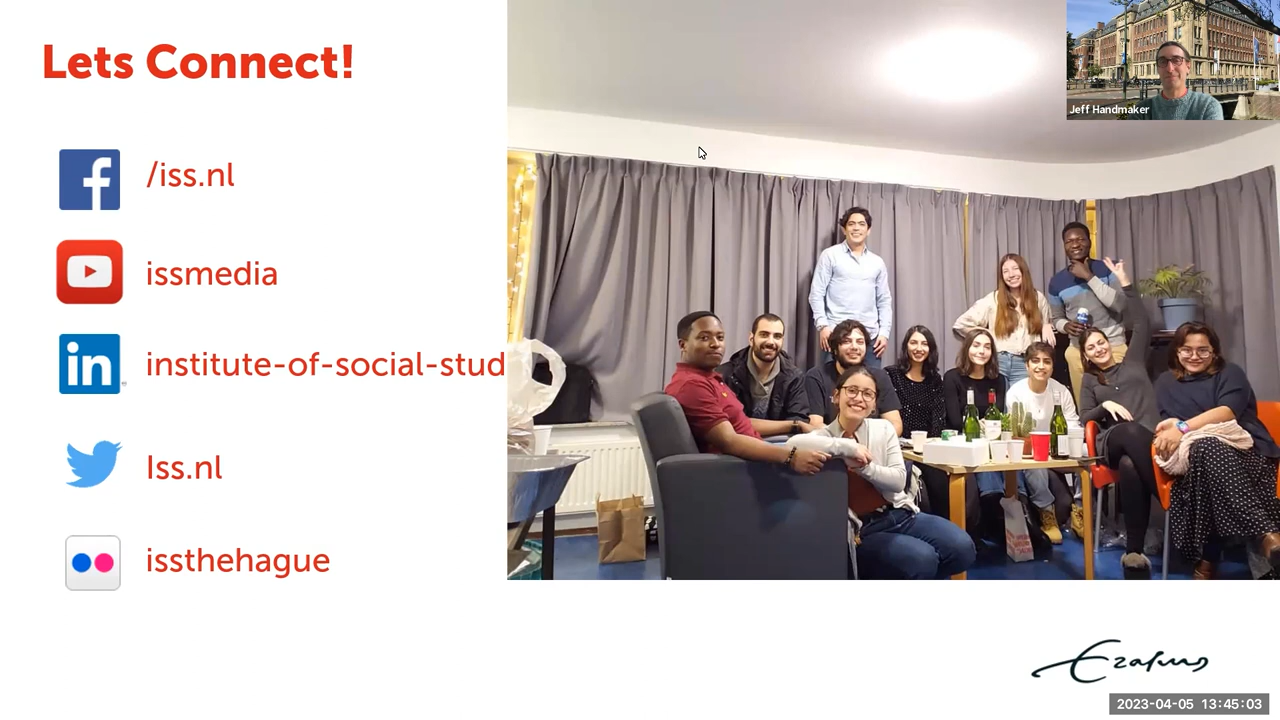 Lets Connect!
/iss.nl
issmedia
institute-of-social-stud
Iss.nl
issthehague
Jeff Handmaker
Erasmus
2023-04-05 13:45:03